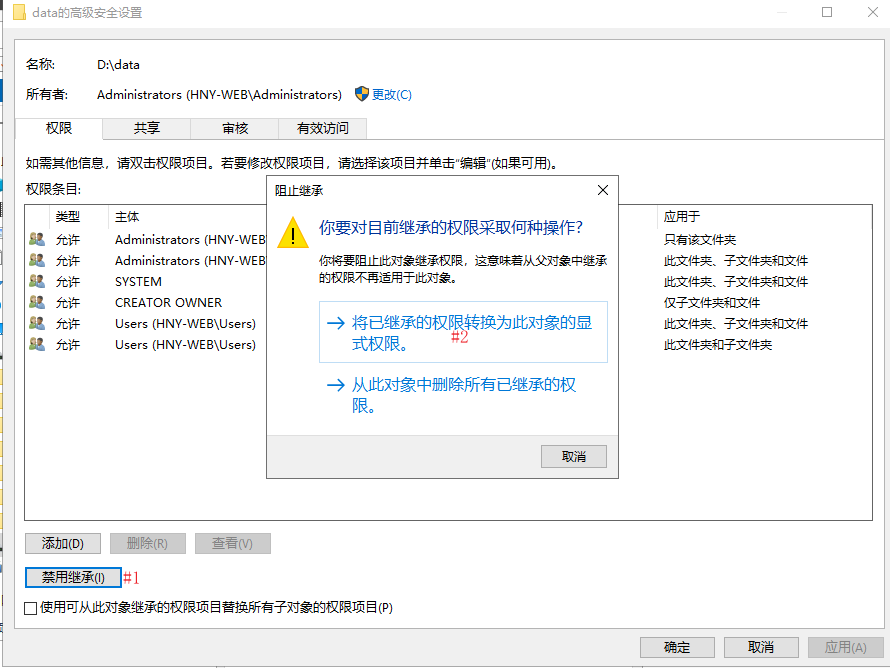 data的高级安全设置
名称:
D:\data
所有者:
Administrators (HNY-WEB\Administrators)
更改(C)
权限
共享
审核
有效访问
如需其他信息，请双击权限项目。若要修改权限项目，请选择该项目并单击“编辑”(如果可用)。
权限条目:
类型
主体
应用于
允许
Administrators (HNY-WEB
只有该文件夹
允许
Administrators (HNY-WEB
此文件夹、子文件夹和文件
允许
SYSTEM
此文件夹、子文件夹和文件
允许
CREATOR OWNER
仅子文件夹和文件
允许
Users (HNY-WEB\Users)
此文件夹、子文件夹和文件
允许
Users (HNY-WEB\Users)
此文件夹和子文件夹
阻止继承
你要对目前继承的权限采取何种操作?
你将要阻止此对象继承权限，这意味着从父对象中继承
的权限不再适用于此对象。
将已继承的权限转换为此对象的显
式权限。
#2
从此对象中删除所有已继承的权
限。
取消
添加(D)
删除(R)
查看(V)
禁用继承(I)
#1
使用可从此对象继承的权限项目替换所有子对象的权限项目(P)
确定
取消
应用(A)